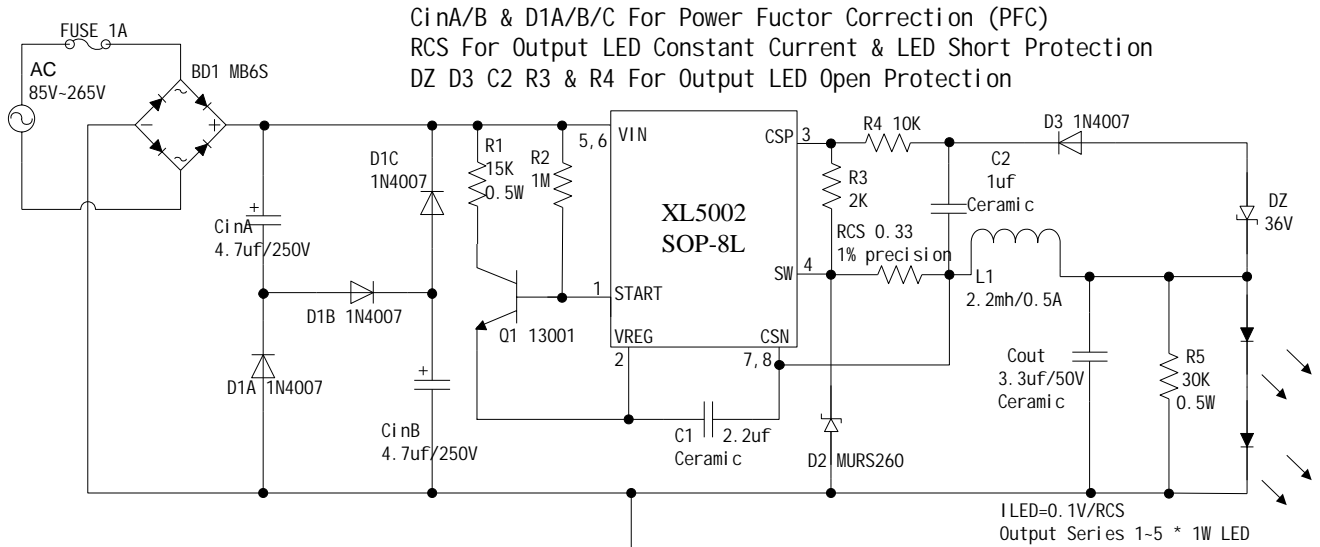 CinA/B & D1A/B/C For Power Fuctor Correction (PFC)
RCS For Output LED Constant Current & LED Short Protection
DZ D3 C2 R3 & R4 For Output LED Open Protection
FUSE 1A
AC
85V~265V
BD1 MB6S
~
-
+
~
CinA
+
4.7uf/250V
D1C
1N4007
D1B 1N4007
D1A 1N4007
+
CinB
4.7uf/250V
R1
15K
0.5W
R2
1M
Q1 13001
5,6
VIN
CSP
3
XL5002
SOP-8L
SW
4
1
START
VREG
2
CSN
7,8
R4 10K
R3
2K
RCS 0.33
1% precision
C2
1uf
Ceramic
D3 1N4007
DZ
36V
L1
2.2mh/0.5A
C1
2.2uf
Ceramic
D2 MURS260
Cout
3.3uf/50V
Ceramic
R5
30K
0.5W
ILED=0.1V/RCS
Output Series 1~5 * 1W LED